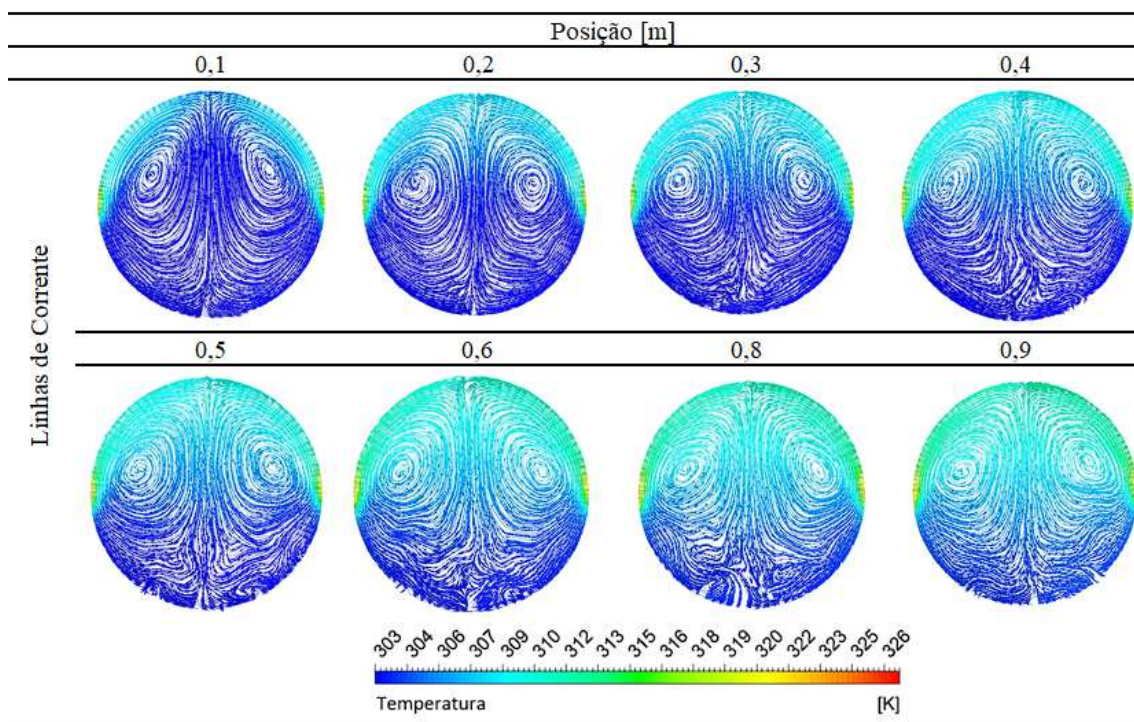 Posição [m]
0,1 0,2 0,3 0,4
Linhas de Corrente
0,5 0,6 0,8 0,9
303 304 306 307 309 310 312 313 315 316 318 319 320 322 323 325 326
Temperatura [K]